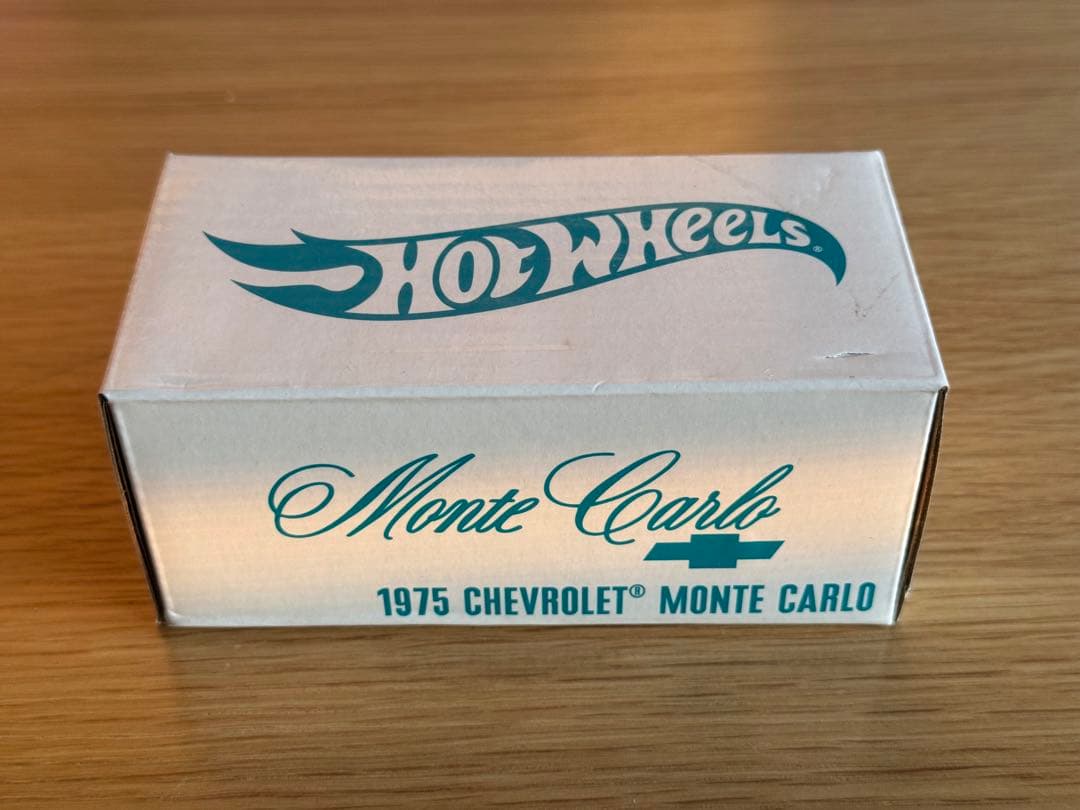 HOT WHEELS®
Monte Carlo
1975 CHEVROLET® MONTE CARLO